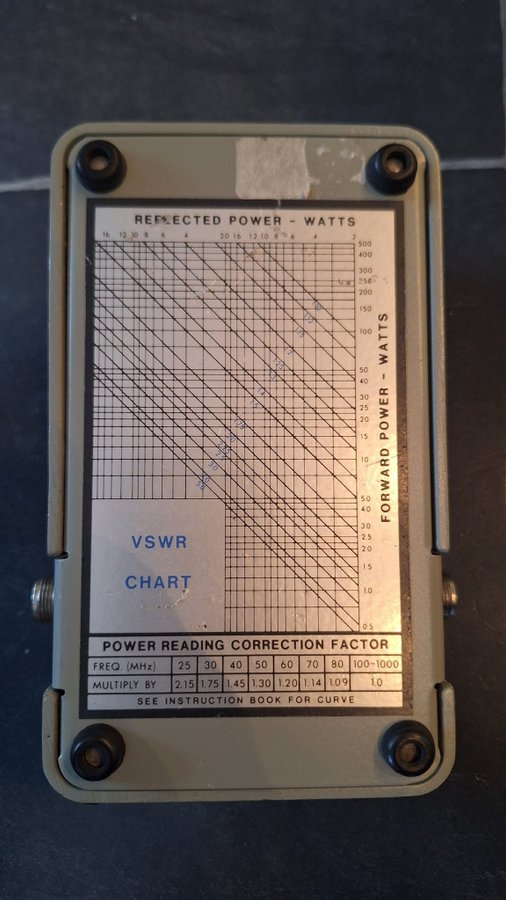 REFLECTED POWER - WATTS
16 12 10 8 6 4 20 16 12 10 8 6 4 2
500
400
300
250
200
150
100
50
40
30
25
20
15
10
5.0
4.0
3.0
2.5
2.0
1.5
1.0
0.5
FORWARD POWER - WATTS
VSWR
CHART
POWER READING CORRECTION FACTOR
FREQ. (MHz) 25 30 40 50 60 70 80 100-1000
MULTIPLY BY 2.15 1.75 1.45 1.30 1.20 1.14 1.09 1.0
SEE INSTRUCTION BOOK FOR CURVE